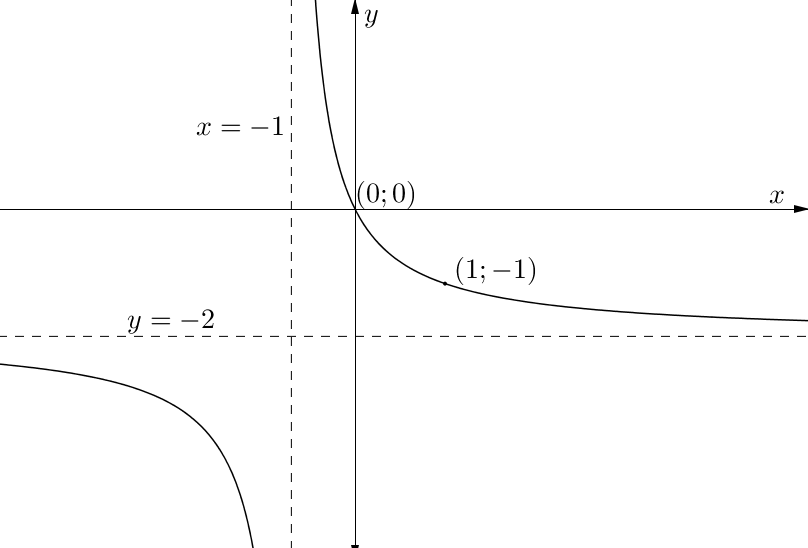 y
x = −1
(0; 0)
x
(1; −1)
y = −2